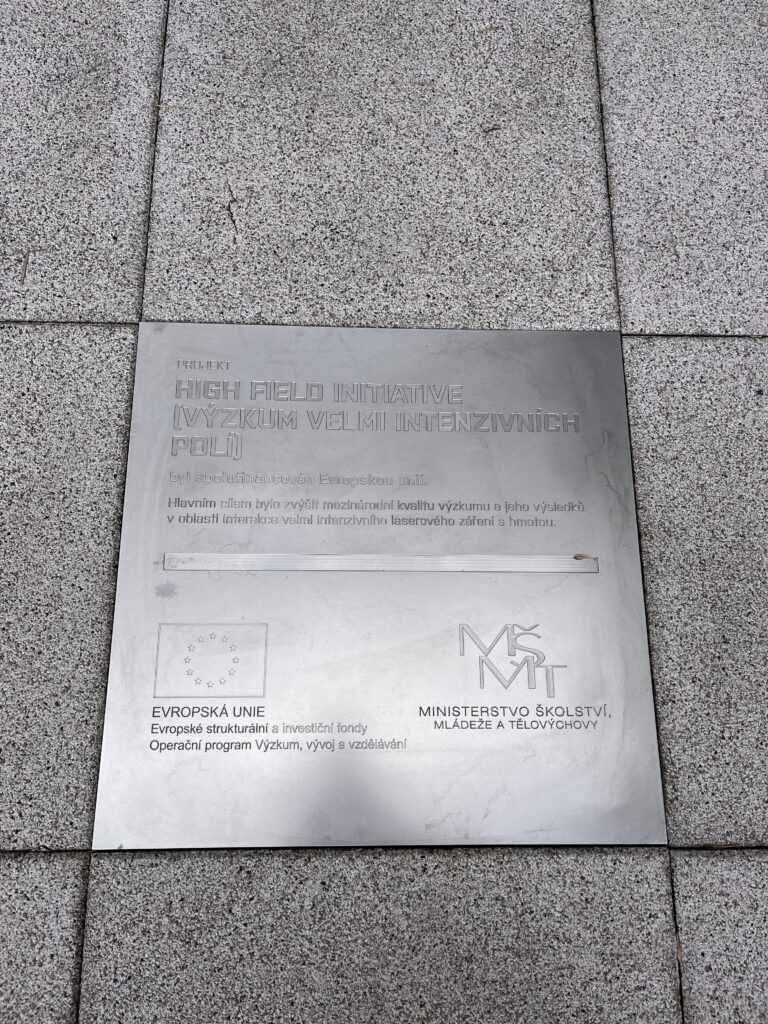 PROJEKT
HIGH FIELD INITIATIVE
(VÝZKUM VELMI INTENZIVNÍCH
POLÍ)
byl spolufinancován Evropskou unií.
Hlavním cílem bylo zvýšit mezinárodní kvalitu výzkumu a jeho výsledků
v oblasti interakce velmi intenzivního laserového záření s hmotou.
MŠ
MT
EVROPSKÁ UNIE
Evropské strukturální a investiční fondy
Operační program Výzkum, vývoj a vzdělávání
MINISTERSTVO ŠKOLSTVÍ,
MLÁDEŽE A TĚLOVÝCHOVY